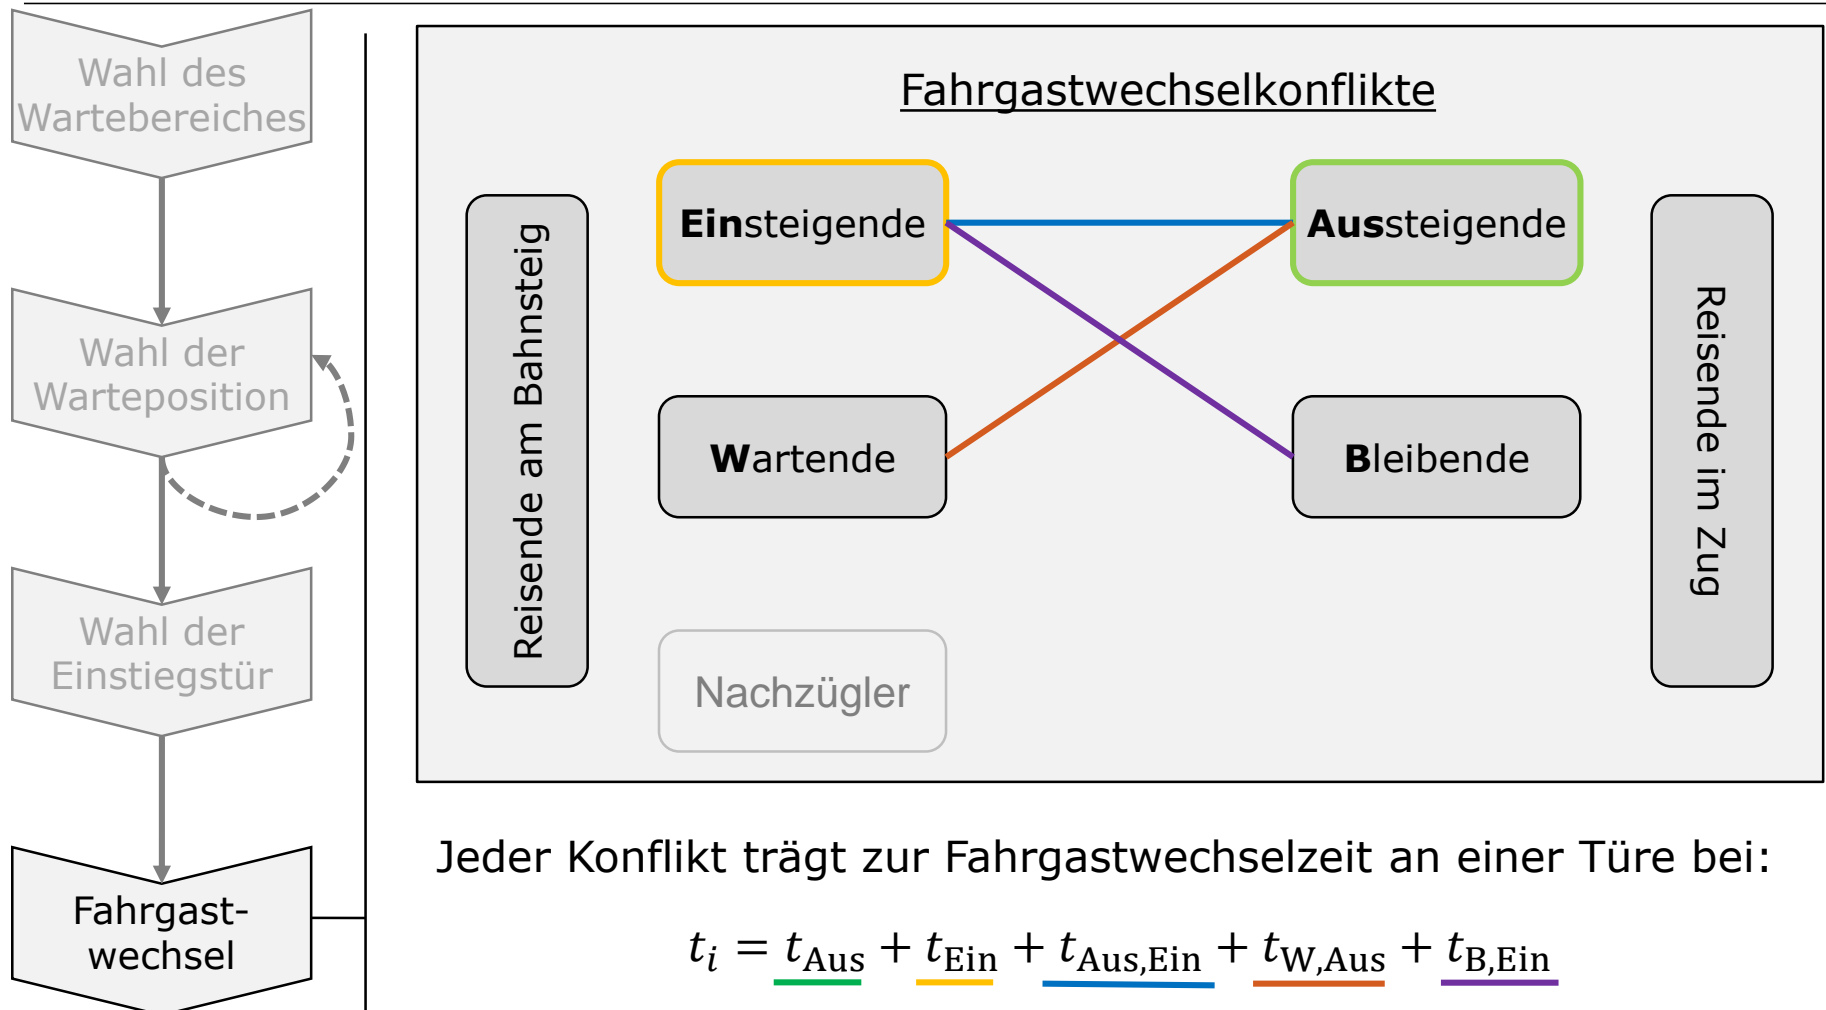 Wahl des
Wartebereiches
Wahl der
Warteposition
Wahl der
Einstiegstür
Fahrgast-
wechsel
Fahrgastwechselkonflikte
Reisende am Bahnsteig
Einsteigende
Aussteigende
Wartende
Bleibende
Nachzügler
Reisende im Zug
Jeder Konflikt trägt zur Fahrgastwechselzeit an einer Türe bei:
t_i = t_Aus + t_Ein + t_Aus,Ein + t_W,Aus + t_B,Ein